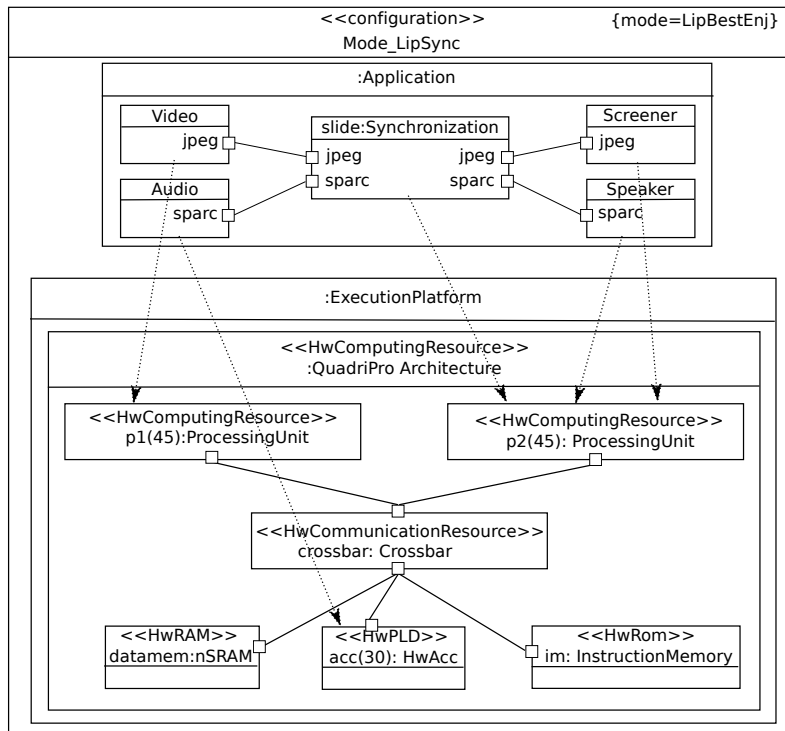 <<configuration>> {mode=LipBestEnj}
Mode_LipSync
:Application
Video
jpeg
Audio
sparc
slide:Synchronization
jpeg jpeg
sparc sparc
Screener
jpeg
Speaker
sparc
:ExecutionPlatform
<<HwComputingResource>>
:QuadriPro Architecture
<<HwComputingResource>>
p1(45):ProcessingUnit
<<HwComputingResource>>
p2(45): ProcessingUnit
<<HwCommunicationResource>>
crossbar: Crossbar
<<HwRAM>>
datamem:nSRAM
<<HwPLD>>
acc(30): HwAcc
<<HwRom>>
im: InstructionMemory